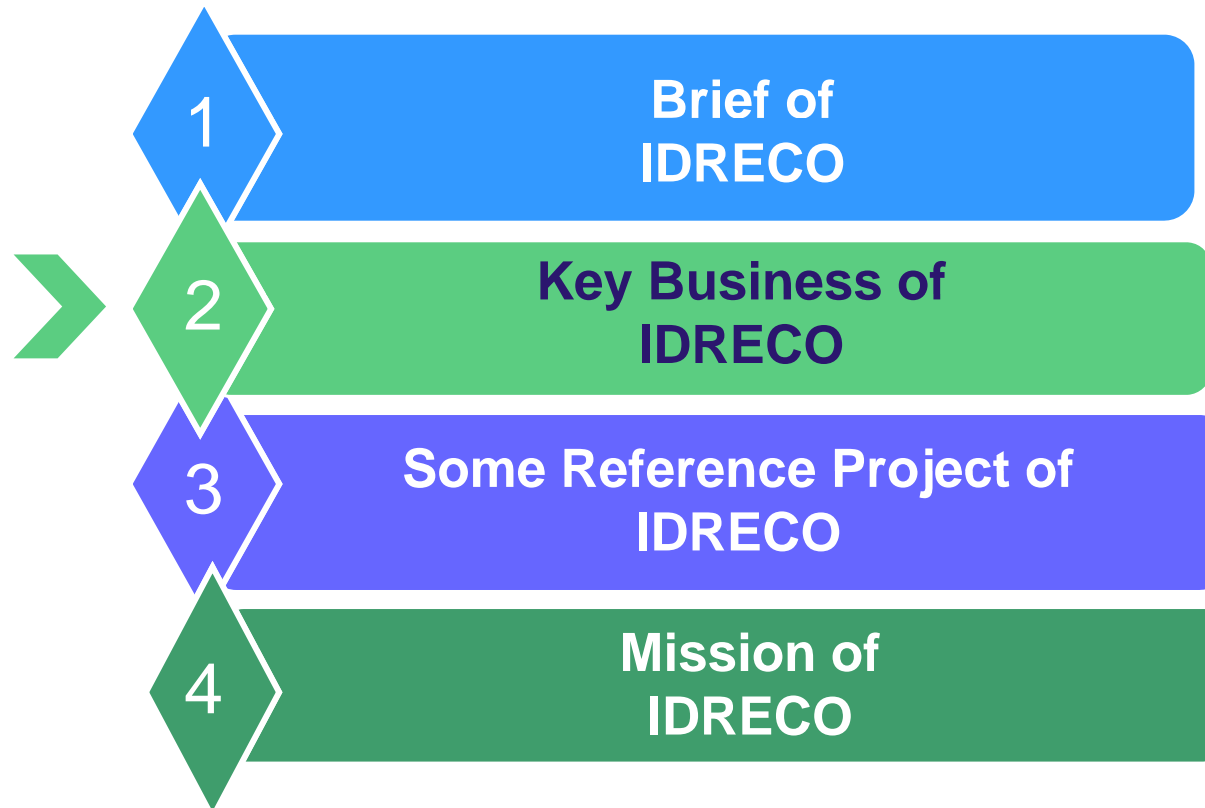 1
Brief of
IDRECO
2
Key Business of
IDRECO
3
Some Reference Project of
IDRECO
4
Mission of
IDRECO